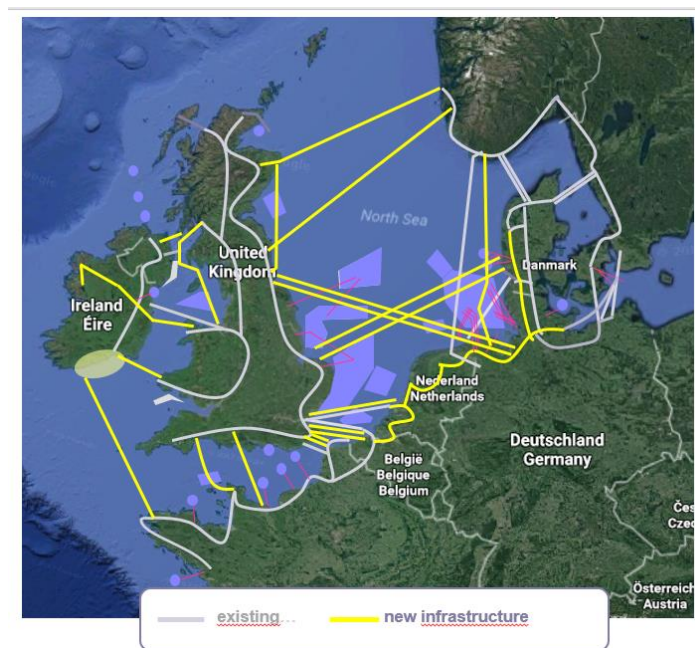 North Sea
United
Kingdom
Danmark
Ireland
Éire
Nederland
Netherlands
Deutschland
Germany
België
Belgique
Belgium
Österreich
Austria
existing...
new infrastructure